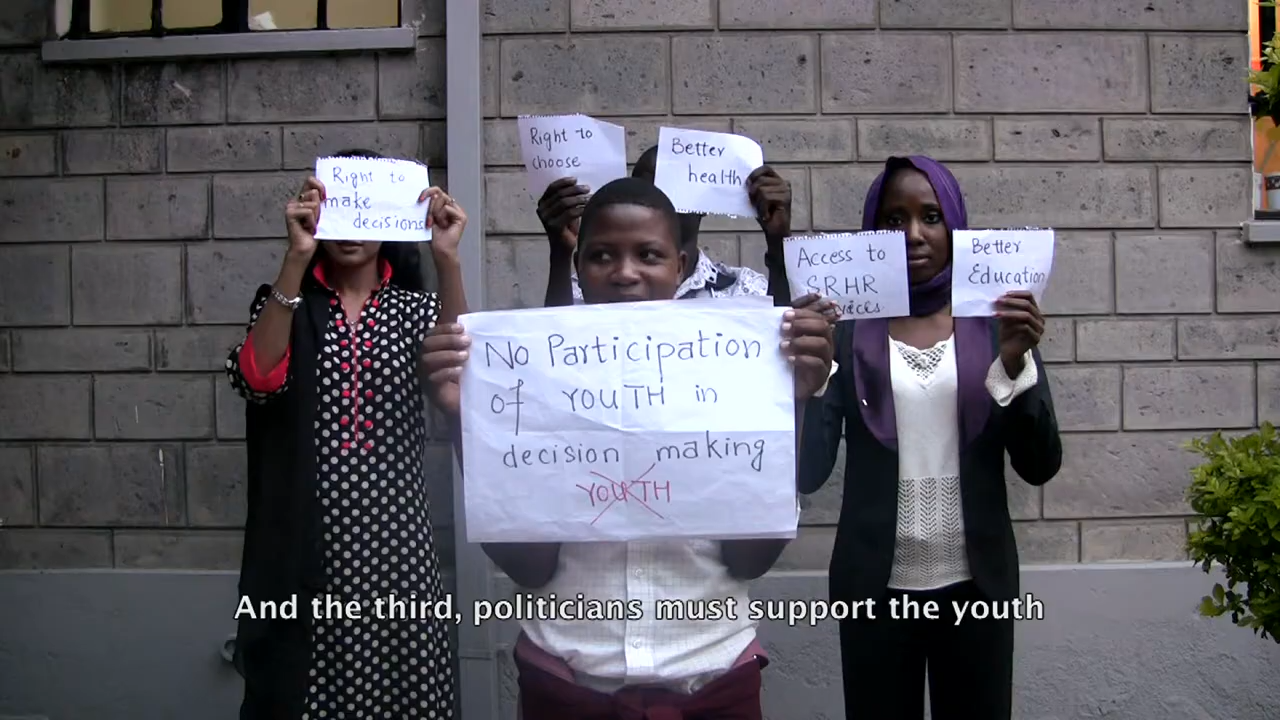 Right to
make
decisions
Right to
choose
Better
health
Access to
SRHR
Better
Education
No Participation
of YOUTH in
decision making
YOUTH
And the third, politicians must support the youth